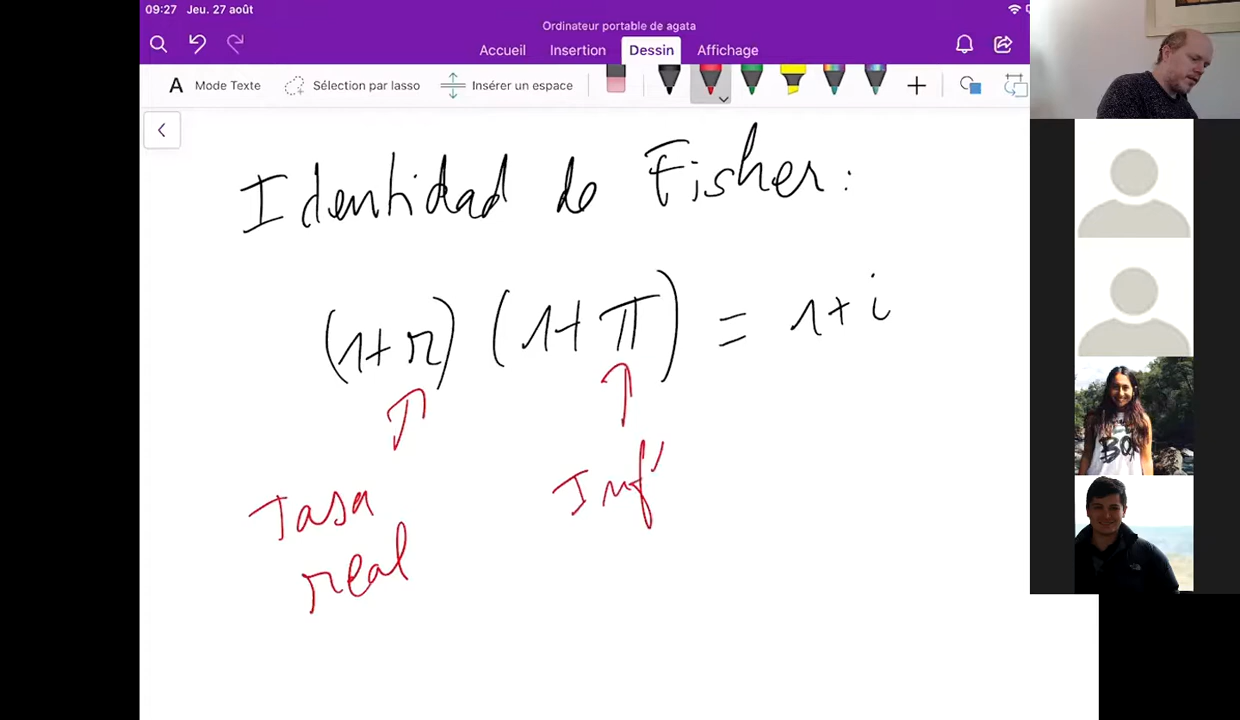 09:27 Jeu. 27 août
Ordinateur portable de agata
Accueil Insertion Dessin Affichage
A Mode Texte Sélection par lasso Insérer un espace
Identidad de Fisher:
(1+r) (1+π) = 1+i
Tasa
real
Inf'
BO